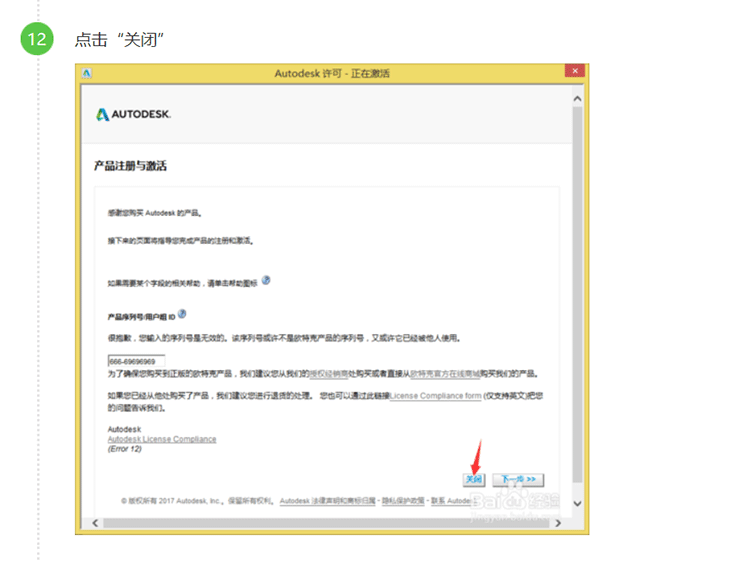 12
点击“关闭”
Autodesk 许可 - 正在激活
AUTODESK.
产品注册与激活
感谢您购买 Autodesk 的产品。
接下来的页面将指导您完成产品的注册和激活。
如果需要某个字段的相关帮助，请单击帮助图标
产品序列号/用户组 ID
很抱歉，您输入的序列号是无效的。该序列号或许不是欧特克产品的序列号，又或许它已经被他人使用。
666-69696969
为了确保您购买到正版的欧特克产品，我们建议您从我们的授权经销商处购买或者直接从欧特克官方在线商城购买我们的产品。
如果您已经从他处购买了产品，我们建议您进行退货的处理。 您也可以通过此链接License Compliance form (仅支持英文)把您
的问题告诉我们。
Autodesk
Autodesk License Compliance
(Error 12)
关闭 下一步 >>
© 版权所有 2017 Autodesk, Inc.。保留所有权利。 Autodesk 法律声明和商标归属 - 隐私保护政策 - 联系 Autode
Bai 经验
jingyan.baidu.com